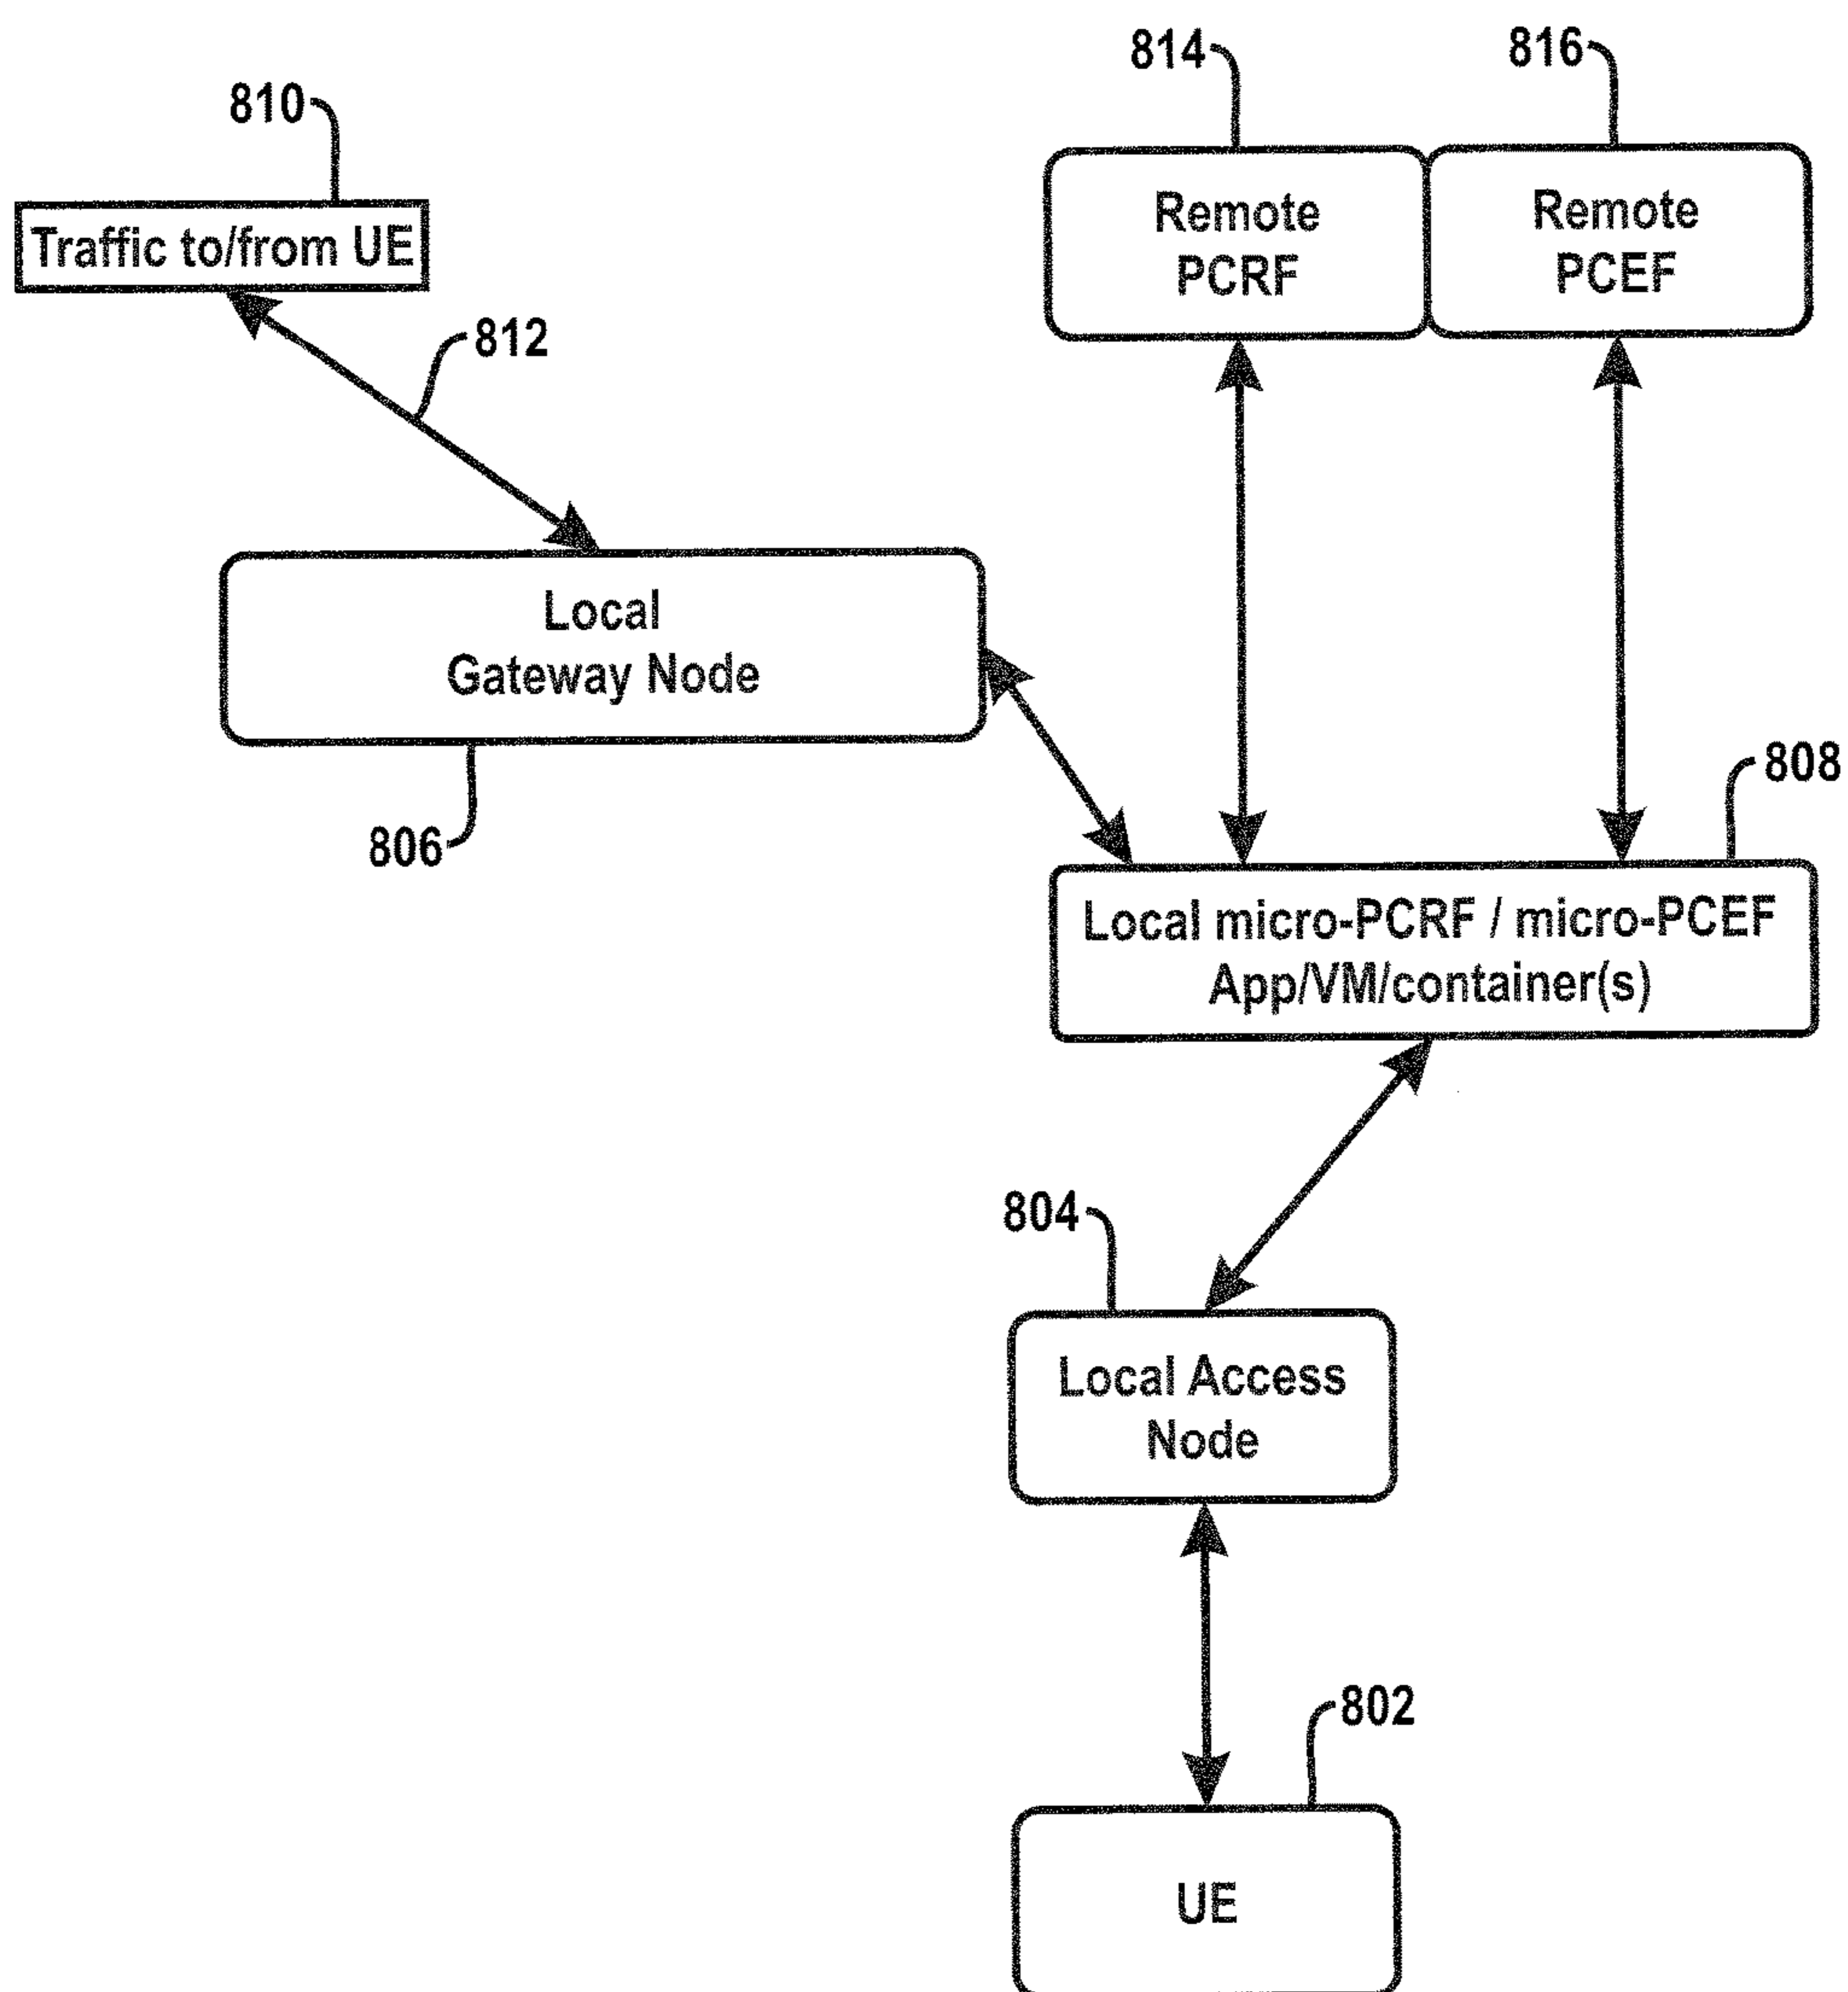 814
816
810
Traffic to/from UE
Remote
PCRF
Remote
PCEF
812
Local
Gateway Node
806
808
Local micro-PCRF / micro-PCEF
App/VM/container(s)
804
Local Access
Node
802
UE